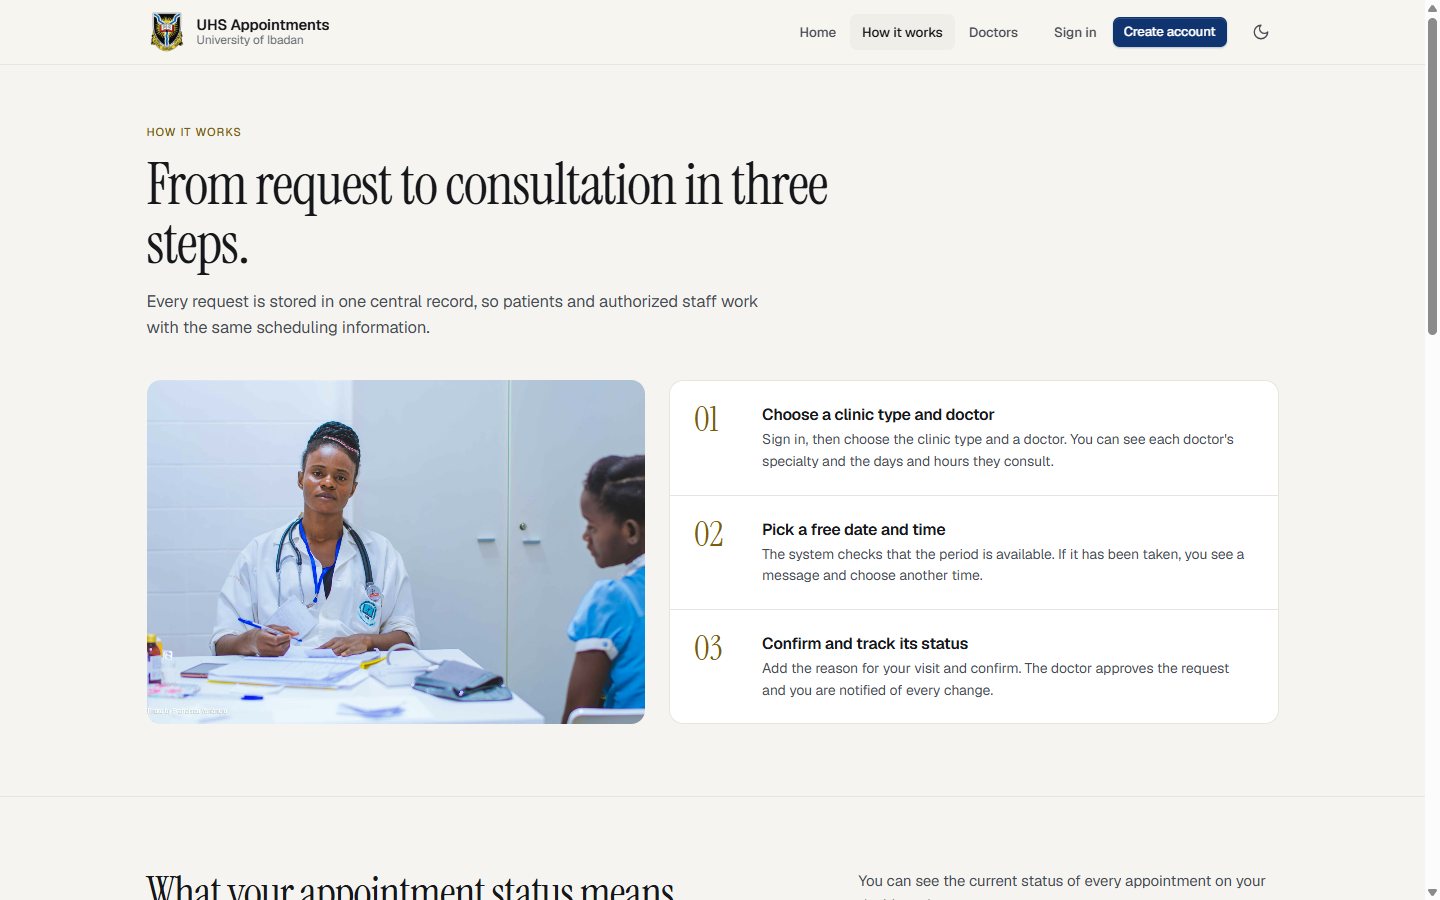 UHS Appointments
University of Ibadan
Home
How it works
Doctors
Sign in
Create account
HOW IT WORKS
From request to consultation in three
steps.
Every request is stored in one central record, so patients and authorized staff work
with the same scheduling information.
01
Choose a clinic type and doctor
Sign in, then choose the clinic type and a doctor. You can see each doctor's
specialty and the days and hours they consult.
02
Pick a free date and time
The system checks that the period is available. If it has been taken, you see a
message and choose another time.
03
Confirm and track its status
Add the reason for your visit and confirm. The doctor approves the request
and you are notified of every change.
What your appointment status means
You can see the current status of every appointment on your